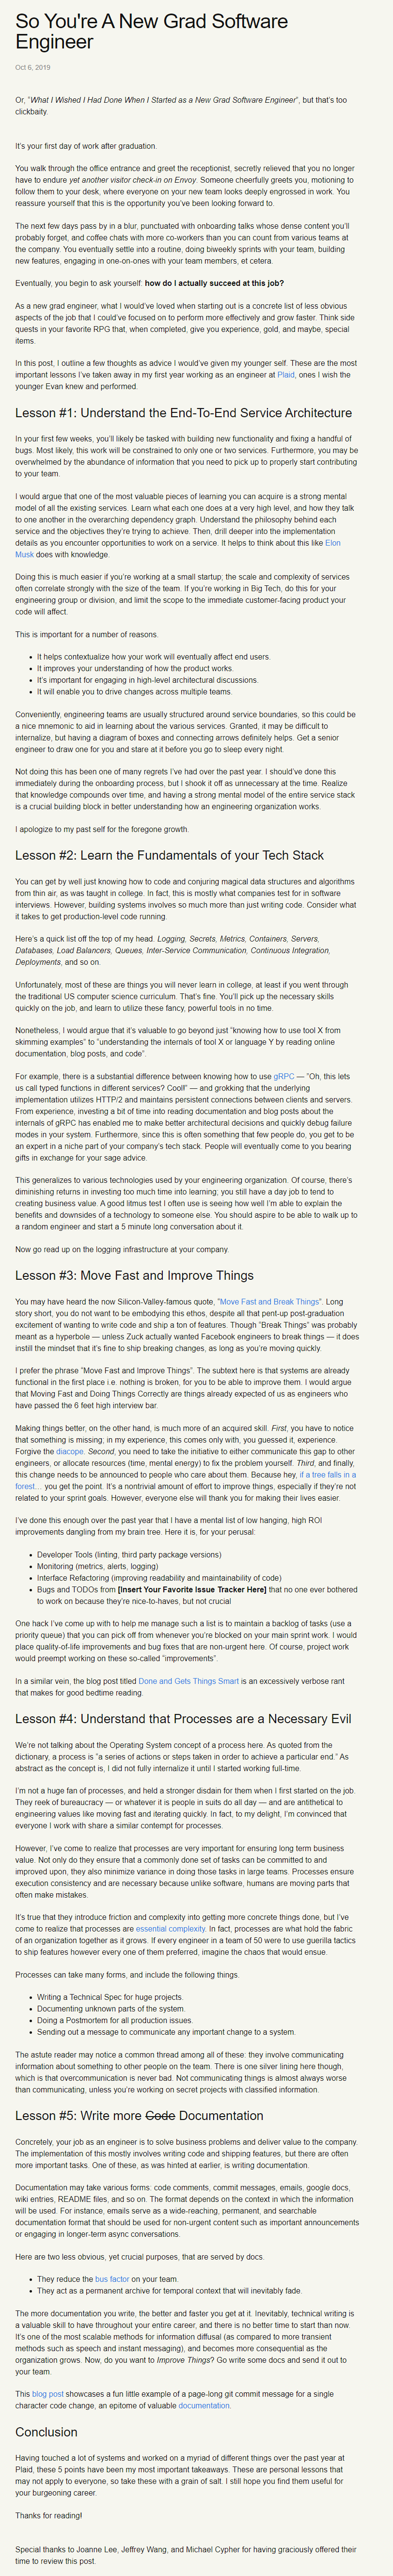 So You're A New Grad Software
Engineer
Oct 6, 2019
Or, "What I Wished I Had Done When I Started as a New Grad Software Engineer", but that's too
clickbaity.
It's your first day of work after graduation.
You walk through the office entrance and greet the receptionist, secretly relieved that you no longer
have to endure yet another visitor check-in on Envoy. Someone cheerfully greets you, motioning to
follow them to your desk, where everyone on your new team looks deeply engrossed in work. You
reassure yourself that this is the opportunity you've been looking forward to.
The next few days pass by in a blur, punctuated with onboarding talks whose dense content you'll
probably forget, and coffee chats with more co-workers than you can count from various teams at
the company. You eventually settle into a routine, doing biweekly sprints with your team, building
new features, engaging in one-on-ones with your team members, et cetera.
Eventually, you begin to ask yourself: how do I actually succeed at this job?
As a new grad engineer, what I would've loved when starting out is a concrete list of less obvious
aspects of the job that I could've focused on to perform more effectively and grow faster. Think side
quests in your favorite RPG that, when completed, give you experience, gold, and maybe, special
items.
In this post, I outline a few thoughts as advice I would've given my younger self. These are the most
important lessons I've taken away in my first year working as an engineer at Plaid, ones I wish the
younger Evan knew and performed.
Lesson #1: Understand the End-To-End Service Architecture
In your first few weeks, you'll likely be tasked with building new functionality and fixing a handful of
bugs. Most likely, this work will be constrained to only one or two services. Furthermore, you may be
overwhelmed by the abundance of information that you need to pick up to properly start contributing
to your team.
I would argue that one of the most valuable pieces of learning you can acquire is a strong mental
model of all the existing services. Learn what each one does at a very high level, and how they talk
to one another in the overarching dependency graph. Understand the philosophy behind each
service and the objectives they're trying to achieve. Then, drill deeper into the implementation
details as you encounter opportunities to work on a service. It helps to think about this like Elon
Musk does with knowledge.
Doing this is much easier if you're working at a small startup; the scale and complexity of services
often correlate strongly with the size of the team. If you're working in Big Tech, do this for your
engineering group or division, and limit the scope to the immediate customer-facing product your
code will affect.
This is important for a number of reasons.
• It helps contextualize how your work will eventually affect end users.
• It improves your understanding of how the product works.
• It's important for engaging in high-level architectural discussions.
• It will enable you to drive changes across multiple teams.
Conveniently, engineering teams are usually structured around service boundaries, so this could be
a nice mnemonic to aid in learning about the various services. Granted, it may be difficult to
internalize, but having a diagram of boxes and connecting arrows definitely helps. Get a senior
engineer to draw one for you and stare at it before you go to sleep every night.
Not doing this has been one of many regrets I've had over the past year. I should've done this
immediately during the onboarding process, but I shook it off as unnecessary at the time. Realize
that knowledge compounds over time, and having a strong mental model of the entire service stack
is a crucial building block in better understanding how an engineering organization works.
I apologize to my past self for the foregone growth.
Lesson #2: Learn the Fundamentals of your Tech Stack
You can get by well just knowing how to code and conjuring magical data structures and algorithms
from thin air, as was taught in college. In fact, this is mostly what companies test for in software
interviews. However, building systems involves so much more than just writing code. Consider what
it takes to get production-level code running.
Here's a quick list off the top of my head. Logging, Secrets, Metrics, Containers, Servers,
Databases, Load Balancers, Queues, Inter-Service Communication, Continuous Integration,
Deployments, and so on.
Unfortunately, most of these are things you will never learn in college, at least if you went through
the traditional US computer science curriculum. That's fine. You'll pick up the necessary skills
quickly on the job, and learn to utilize these fancy, powerful tools in no time.
Nonetheless, I would argue that it's valuable to go beyond just "knowing how to use tool X from
skimming examples" to "understanding the internals of tool X or language Y by reading online
documentation, blog posts, and code".
For example, there is a substantial difference between knowing how to use gRPC — "Oh, this lets
us call typed functions in different services? Cool!" — and grokking that the underlying
implementation utilizes HTTP/2 and maintains persistent connections between clients and servers.
From experience, investing a bit of time into reading documentation and blog posts about the
internals of gRPC has enabled me to make better architectural decisions and quickly debug failure
modes in your system. Furthermore, since this is often something that few people do, you get to be
an expert in a niche part of your company's tech stack. People will eventually come to you bearing
gifts in exchange for your sage advice.
This generalizes to various technologies used by your engineering organization. Of course, there's
diminishing returns in investing too much time into learning; you still have a day job to tend to
creating business value. A good litmus test I often use is seeing how well I'm able to explain the
benefits and downsides of a technology to someone else. You should aspire to be able to walk up to
a random engineer and start a 5 minute long conversation about it.
Now go read up on the logging infrastructure at your company.
Lesson #3: Move Fast and Improve Things
You may have heard the now Silicon-Valley-famous quote, "Move Fast and Break Things". Long
story short, you do not want to be embodying this ethos, despite all that pent-up post-graduation
excitement of wanting to write code and ship a ton of features. Though "Break Things" was probably
meant as a hyperbole — unless Zuck actually wanted Facebook engineers to break things — it does
instill the mindset that it's fine to ship breaking changes, as long as you're moving quickly.
I prefer the phrase "Move Fast and Improve Things". The subtext here is that systems are already
functional in the first place i.e. nothing is broken, for you to be able to improve them. I would argue
that Moving Fast and Doing Things Correctly are things already expected of us as engineers who
have passed the 6 feet high interview bar.
Making things better, on the other hand, is much more of an acquired skill. First, you have to notice
that something is missing; in my experience, this comes only with, you guessed it, experience.
Forgive the diacope. Second, you need to take the initiative to either communicate this gap to other
engineers, or allocate resources (time, mental energy) to fix the problem yourself. Third, and finally,
this change needs to be announced to people who care about them. Because hey, if a tree falls in a
forest… you get the point. It's a nontrivial amount of effort to improve things, especially if they're not
related to your sprint goals. However, everyone else will thank you for making their lives easier.
I've done this enough over the past year that I have a mental list of low hanging, high ROI
improvements dangling from my brain tree. Here it is, for your perusal:
• Developer Tools (linting, third party package versions)
• Monitoring (metrics, alerts, logging)
• Interface Refactoring (improving readability and maintainability of code)
• Bugs and TODOs from [Insert Your Favorite Issue Tracker Here] that no one ever bothered
to work on because they're nice-to-haves, but not crucial
One hack I've come up with to help me manage such a list is to maintain a backlog of tasks (use a
priority queue) that you can pick off from whenever you're blocked on your main sprint work. I would
place quality-of-life improvements and bug fixes that are non-urgent here. Of course, project work
would preempt working on these so-called "improvements".
In a similar vein, the blog post titled Done and Gets Things Smart is an excessively verbose rant
that makes for good bedtime reading.
Lesson #4: Understand that Processes are a Necessary Evil
We're not talking about the Operating System concept of a process here. As quoted from the
dictionary, a process is "a series of actions or steps taken in order to achieve a particular end." As
abstract as the concept is, I did not fully internalize it until I started working full-time.
I'm not a huge fan of processes, and held a stronger disdain for them when I first started on the job.
They reek of bureaucracy — or whatever it is people in suits do all day — and are antithetical to
engineering values like moving fast and iterating quickly. In fact, to my delight, I'm convinced that
everyone I work with share a similar contempt for processes.
However, I've come to realize that processes are very important for ensuring long term business
value. Not only do they ensure that a commonly done set of tasks can be committed to and
improved upon, they also minimize variance in doing those tasks in large teams. Processes ensure
execution consistency and are necessary because unlike software, humans are moving parts that
often make mistakes.
It's true that they introduce friction and complexity into getting more concrete things done, but I've
come to realize that processes are essential complexity. In fact, processes are what hold the fabric
of an organization together as it grows. If every engineer in a team of 50 were to use guerilla tactics
to ship features however every one of them preferred, imagine the chaos that would ensue.
Processes can take many forms, and include the following things.
• Writing a Technical Spec for huge projects.
• Documenting unknown parts of the system.
• Doing a Postmortem for all production issues.
• Sending out a message to communicate any important change to a system.
The astute reader may notice a common thread among all of these: they involve communicating
information about something to other people on the team. There is one silver lining here though,
which is that overcommunication is never bad. Not communicating things is almost always worse
than communicating, unless you're working on secret projects with classified information.
Lesson #5: Write more Code Documentation
Concretely, your job as an engineer is to solve business problems and deliver value to the company.
The implementation of this mostly involves writing code and shipping features, but there are often
more important tasks. One of these, as was hinted at earlier, is writing documentation.
Documentation may take various forms: code comments, commit messages, emails, google docs,
wiki entries, README files, and so on. The format depends on the context in which the information
will be used. For instance, emails serve as a wide-reaching, permanent, and searchable
documentation format that should be used for non-urgent content such as important announcements
or engaging in longer-term async conversations.
Here are two less obvious, yet crucial purposes, that are served by docs.
• They reduce the bus factor on your team.
• They act as a permanent archive for temporal context that will inevitably fade.
The more documentation you write, the better and faster you get at it. Inevitably, technical writing is
a valuable skill to have throughout your entire career, and there is no better time to start than now.
It's one of the most scalable methods for information diffusal (as compared to more transient
methods such as speech and instant messaging), and becomes more consequential as the
organization grows. Now, do you want to Improve Things? Go write some docs and send it out to
your team.
This blog post showcases a fun little example of a page-long git commit message for a single
character code change, an epitome of valuable documentation.
Conclusion
Having touched a lot of systems and worked on a myriad of different things over the past year at
Plaid, these 5 points have been my most important takeaways. These are personal lessons that
may not apply to everyone, so take these with a grain of salt. I still hope you find them useful for
your burgeoning career.
Thanks for reading!
Special thanks to Joanne Lee, Jeffrey Wang, and Michael Cypher for having graciously offered their
time to review this post.